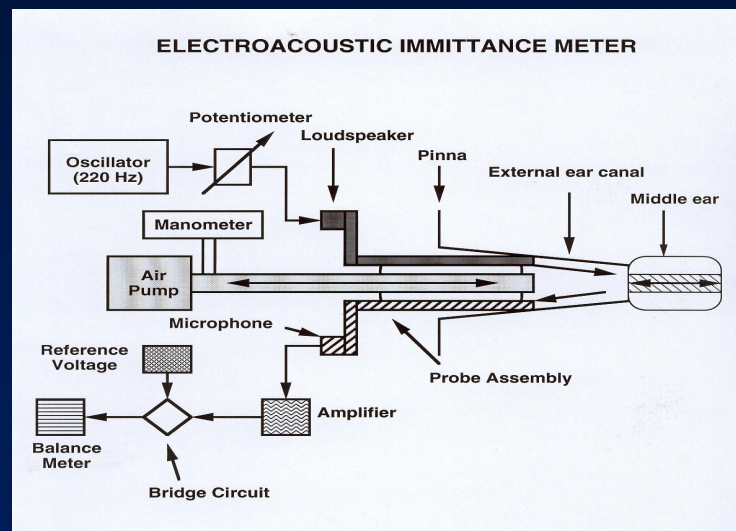 ELECTROACOUSTIC IMMITTANCE METER
Potentiometer
Loudspeaker
Oscillator
(220 Hz)
Pinna
External ear canal
Middle ear
Manometer
Air
Pump
Microphone
Reference
Voltage
Probe Assembly
Amplifier
Balance
Meter
Bridge Circuit